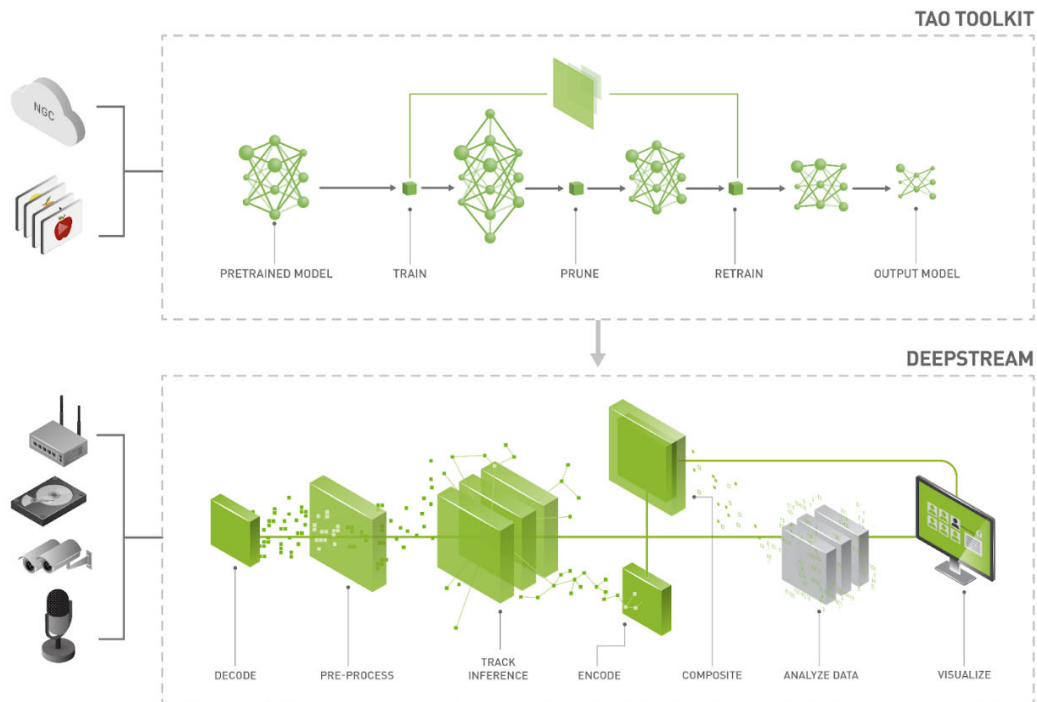 TAO TOOLKIT
NGC
PRETRAINED MODEL
TRAIN
PRUNE
RETRAIN
OUTPUT MODEL
DEEPSTREAM
DECODE
PRE-PROCESS
TRACK
INFERENCE
ENCODE
COMPOSITE
ANALYZE DATA
VISUALIZE